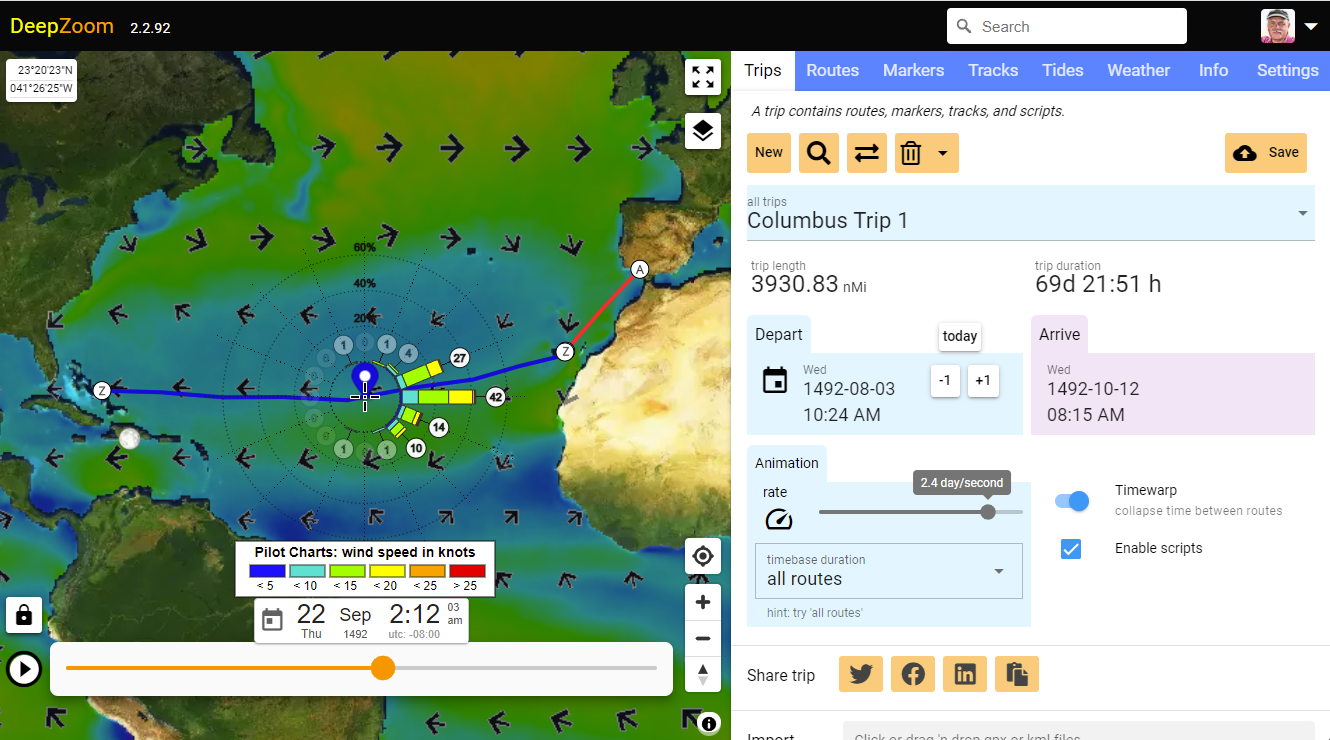 DeepZoom 2.2.92
Search
23°20'23"N
041°26'25"W
60%
40%
20%
1
0
1
4
27
42
14
10
1
0
1
A
Z
Z
Pilot Charts: wind speed in knots
< 5 < 10 < 15 < 20 < 25 > 25
22 Sep 2:12 03 am
Thu 1492 utc: -08:00
Trips Routes Markers Tracks Tides Weather Info Settings
A trip contains routes, markers, tracks, and scripts.
New
Save
all trips
Columbus Trip 1
trip length
3930.83 nMi
trip duration
69d 21:51 h
Depart
today
Wed
1492-08-03
10:24 AM
-1 +1
Arrive
Wed
1492-10-12
08:15 AM
Animation
rate
2.4 day/second
timebase duration
all routes
hint: try 'all routes'
Timewarp
collapse time between routes
Enable scripts
Share trip
Import
Click or drag 'n drop gpx or kml files